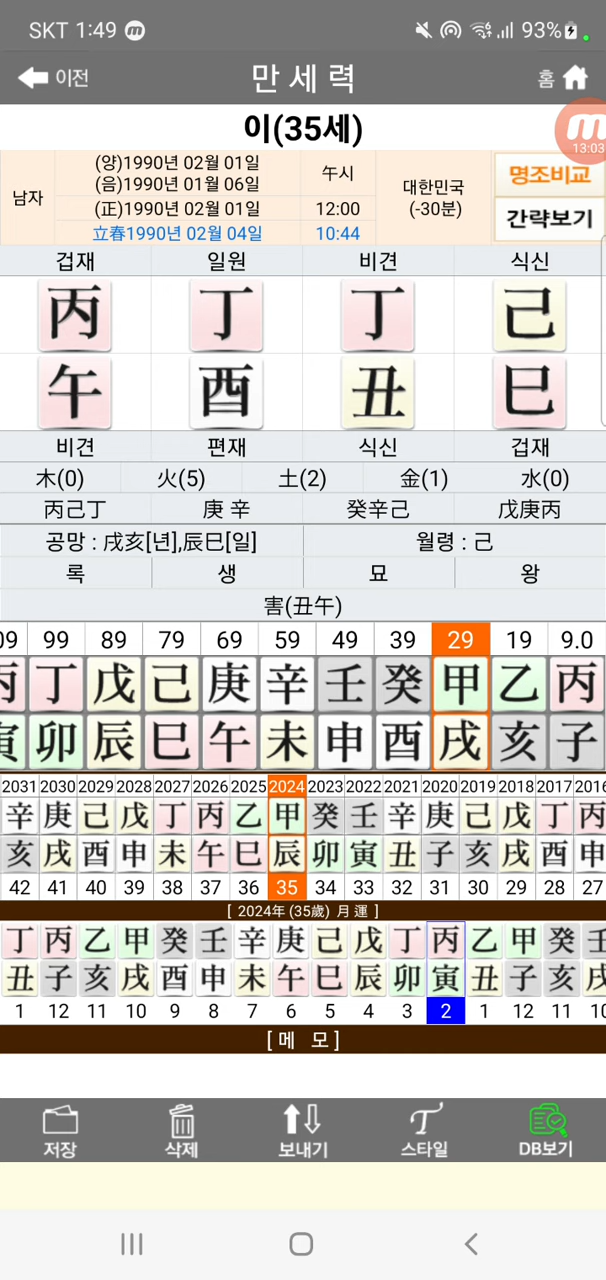 SKT 1:49 m 93%
이전 만세력 홈
이(35세)
m 13:03
남자
(양)1990년 02월 01일
(음)1990년 01월 06일
(正)1990년 02월 01일
立春1990년 02월 04일
午시
12:00
10:44
대한민국
(-30분)
명조비교
간략보기
겁재 일원 비견 식신
丙 丁 丁 己
午 酉 丑 巳
비견 편재 식신 겁재
木(0) 火(5) 土(2) 金(1) 水(0)
丙己丁 庚 辛 癸辛己 戊庚丙
공망 : 戌亥[년],辰巳[일] 월령 : 己
록 생 묘 왕
害(丑午)
09 99 89 79 69 59 49 39 29 19 9.0
丙 丁 戊 己 庚 辛 壬 癸 甲 乙 丙
寅 卯 辰 巳 午 未 申 酉 戌 亥 子
2031 2030 2029 2028 2027 2026 2025 2024 2023 2022 2021 2020 2019 2018 2017 2016
辛 庚 己 戊 丁 丙 乙 甲 癸 壬 辛 庚 己 戊 丁 丙
亥 戌 酉 申 未 午 巳 辰 卯 寅 丑 子 亥 戌 酉 申
42 41 40 39 38 37 36 35 34 33 32 31 30 29 28 27
[ 2024年 (35歲) 月 運 ]
丁 丙 乙 甲 癸 壬 辛 庚 己 戊 丁 丙 乙 甲 癸 壬
丑 子 亥 戌 酉 申 未 午 巳 辰 卯 寅 丑 子 亥 戌
1 12 11 10 9 8 7 6 5 4 3 2 1 12 11 10
[ 메 모 ]
저장 삭제 보내기 스타일 DB보기